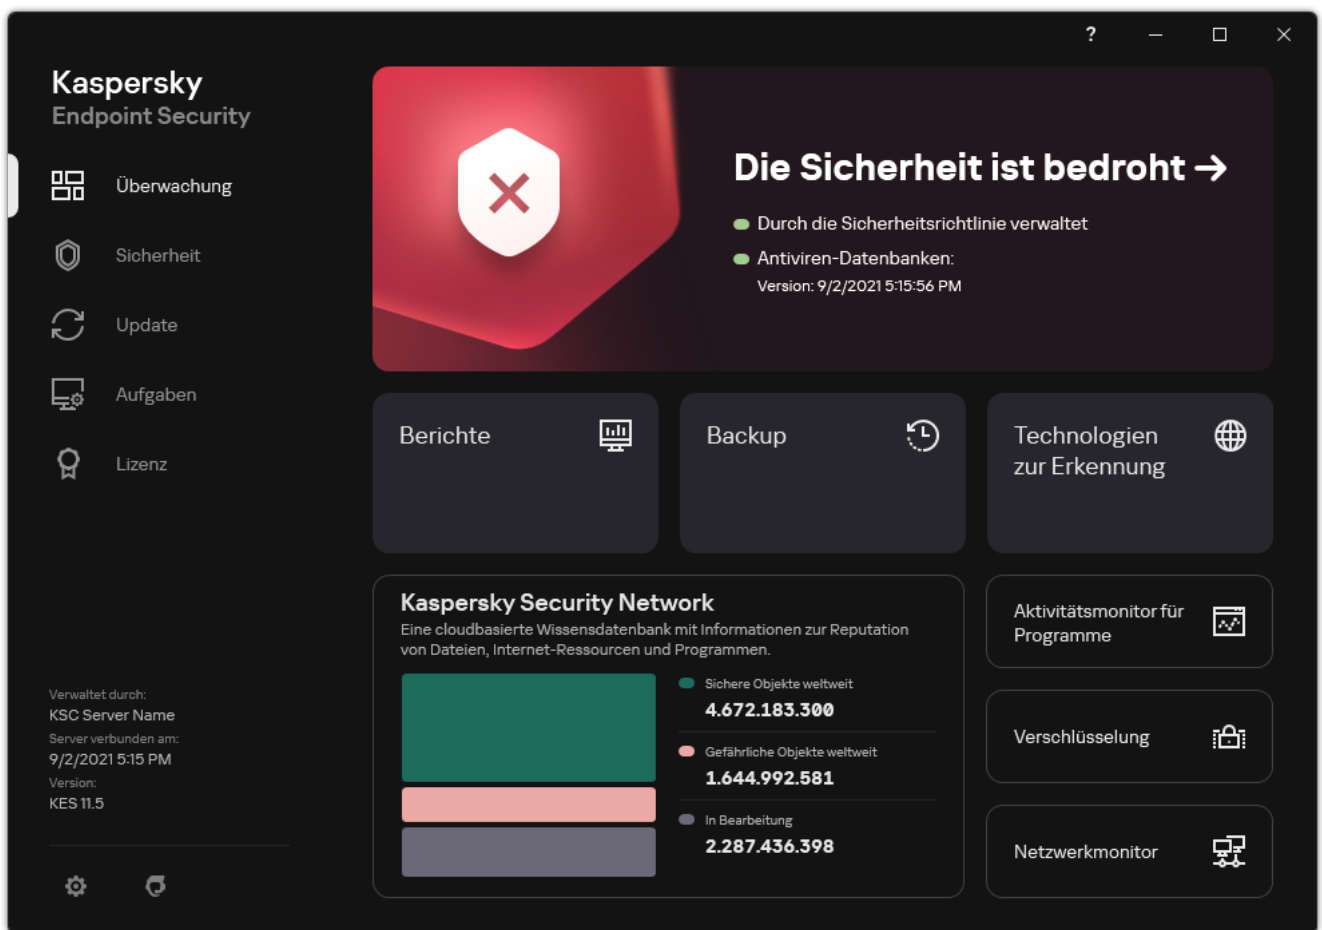 ?
Kaspersky
Endpoint Security
Überwachung
Sicherheit
Update
Aufgaben
Lizenz
Verwaltet durch:
KSC Server Name
Server verbunden am:
9/2/2021 5:15 PM
Version:
KES 11.5
Die Sicherheit ist bedroht →
Durch die Sicherheitsrichtlinie verwaltet
Antiviren-Datenbanken:
Version: 9/2/2021 5:15:56 PM
Berichte
Backup
Technologien
zur Erkennung
Kaspersky Security Network
Eine cloudbasierte Wissensdatenbank mit Informationen zur Reputation
von Dateien, Internet-Ressourcen und Programmen.
Sichere Objekte weltweit
4.672.183.300
Gefährliche Objekte weltweit
1.644.992.581
In Bearbeitung
2.287.436.398
Aktivitätsmonitor für
Programme
Verschlüsselung
Netzwerkmonitor